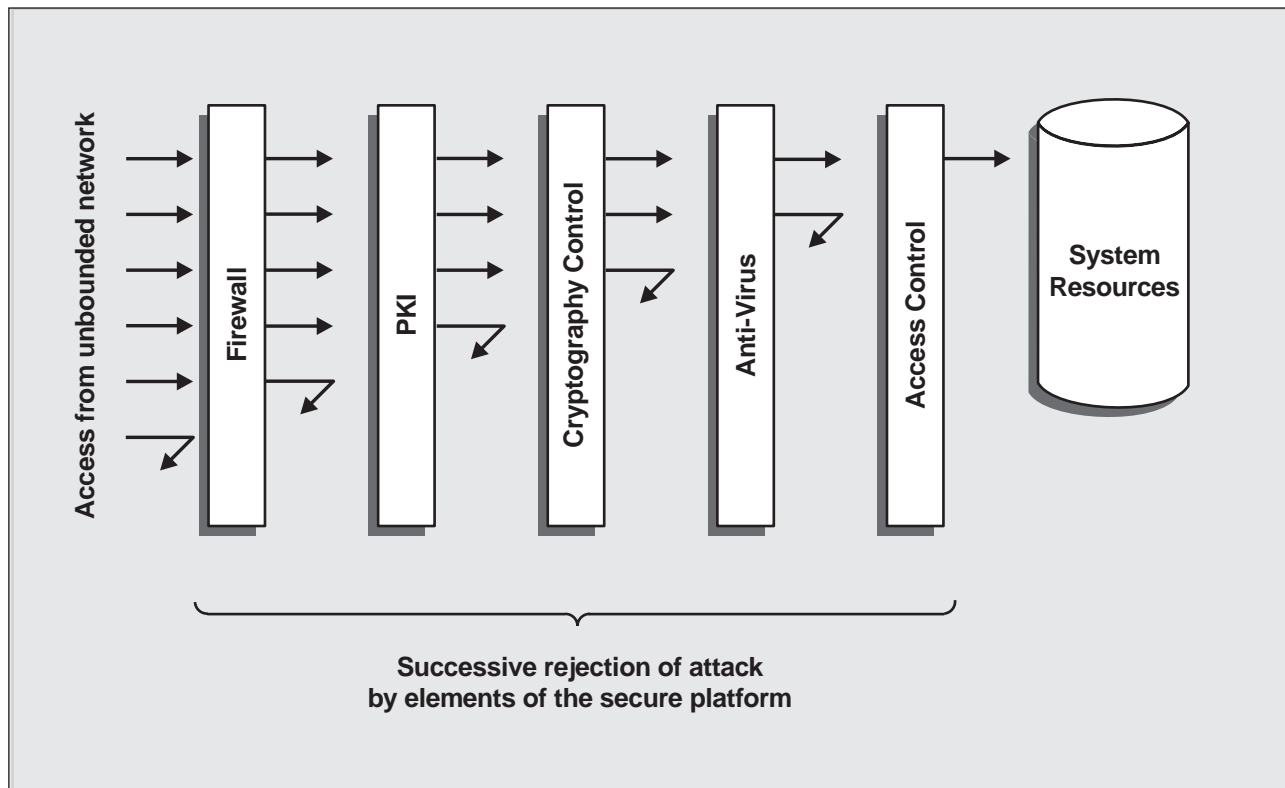 Access from unbounded network
Firewall
PKI
Cryptography Control
Anti-Virus
Access Control
System
Resources
Successive rejection of attack
by elements of the secure platform